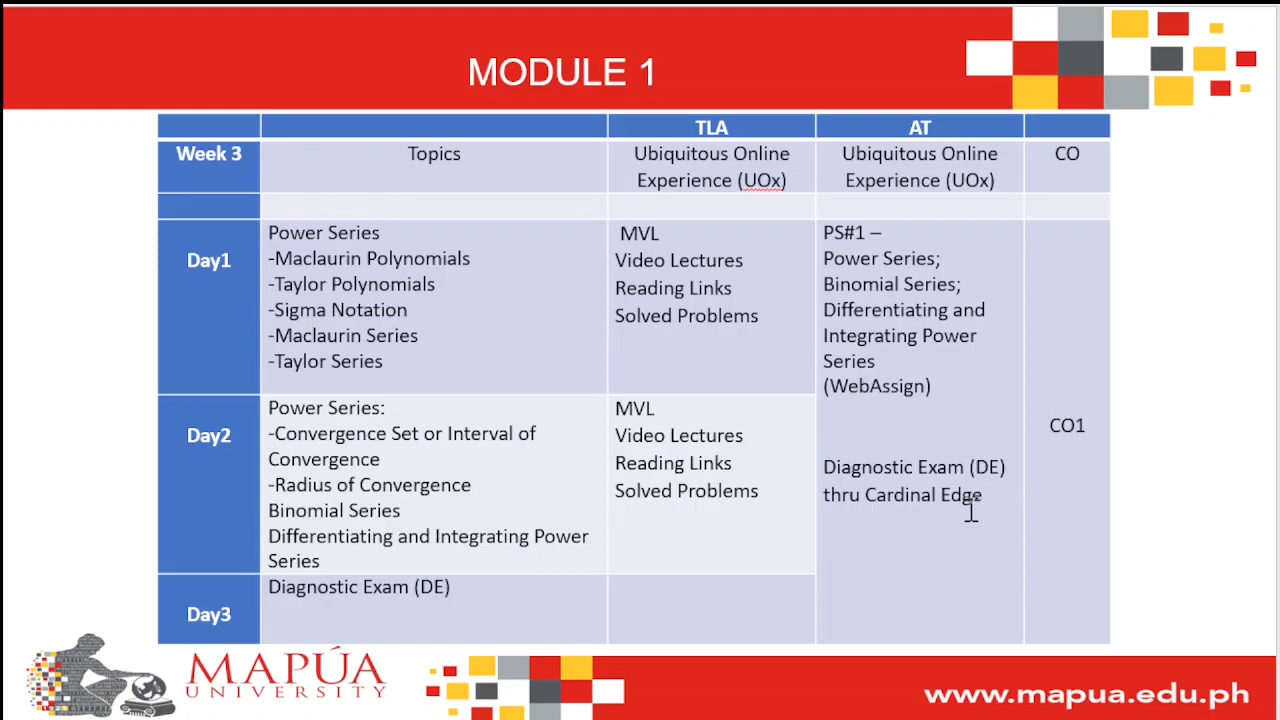 MODULE 1
TLA
AT
Week 3
Topics
Ubiquitous Online
Experience (UOx)
Ubiquitous Online
Experience (UOx)
CO
Day1
Power Series
-Maclaurin Polynomials
-Taylor Polynomials
-Sigma Notation
-Maclaurin Series
-Taylor Series
MVL
Video Lectures
Reading Links
Solved Problems
PS#1 –
Power Series;
Binomial Series;
Differentiating and
Integrating Power
Series
(WebAssign)
Diagnostic Exam (DE)
thru Cardinal Edge
CO1
Day2
Power Series:
-Convergence Set or Interval of
Convergence
-Radius of Convergence
Binomial Series
Differentiating and Integrating Power
Series
MVL
Video Lectures
Reading Links
Solved Problems
Day3
Diagnostic Exam (DE)
MAPÚA
UNIVERSITY
www.mapua.edu.ph